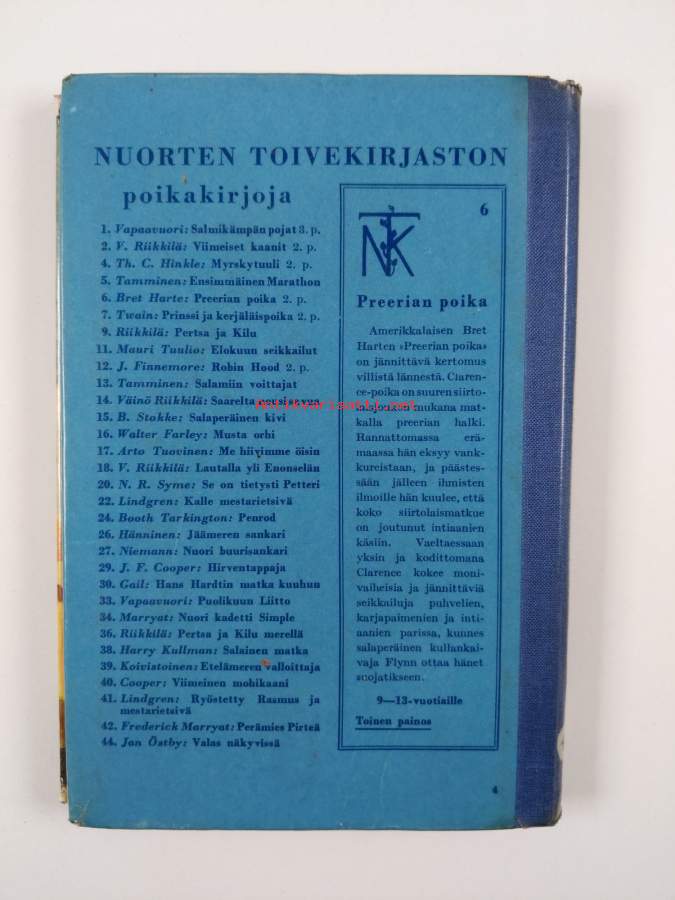 NUORTEN TOIVEKIRJASTON
poikakirjoja
1. Vapaavuori: Salmikämpän pojat 3. p.
2. V. Riikkilä: Viimeiset kaanit 2. p.
4. Th. C. Hinkle: Myrskytuuli 2. p.
5. Tamminen: Ensimmäinen Marathon
6. Bret Harte: Preerian poika 2. p.
7. Twain: Prinssi ja kerjäläispoika 2. p.
9. Riikkilä: Pertsa ja Kilu
11. Mauri Tuulio: Elokuun seikkailut
12. J. Finnemore: Robin Hood 2. p.
13. Tamminen: Salamiin voittajat
14. Väinö Riikkilä: Saarelta
15. B. Stokke: Salaperäinen kivi
16. Walter Farley: Musta orhi
17. Arto Tuovinen: Me hiivimme öisin
18. V. Riikkilä: Lautalla yli Enonselän
20. N. R. Syme: Se on tietysti Petteri
22. Lindgren: Kalle mestarietsivä
24. Booth Tarkington: Penrod
26. Hänninen: Jäämeren sankari
27. Niemann: Nuori buurisankari
29. J. F. Cooper: Hirventappaja
30. Gail: Hans Hardtin matka kuuhun
33. Vapaavuori: Puolikuun Liitto
34. Marryat: Nuori kadetti Simple
36. Riikkilä: Pertsa ja Kilu merellä
38. Harry Kullman: Salainen matka
39. Koivistoinen: Etelämeren valloittaja
40. Cooper: Viimeinen mohikaani
41. Lindgren: Ryöstetty Rasmus ja
mestarietsivä
42. Frederick Marryat: Perämies Pirteä
44. Jan Östby: Valas näkyvissä
NTK
6
Preerian poika
Amerikkalaisen Bret
Harten »Preerian poika»
on jännittävä kertomus
villistä lännestä. Claren-
ce-poika on suuren siirto-
mukana mat-
kalla preerian halki.
Rannattomassa erä-
maassa hän eksyy vank-
kureistaan, ja päästes-
sään jälleen ihmisten
ilmoille hän kuulee, että
koko siirtolaismatkue
on joutunut intiaanien
käsiin. Vaeltaessaan
yksin ja kodittomana
Clarence kokee moni-
vaiheisia ja jännittäviä
seikkailuja puhvelien,
karjapaimenien ja inti-
aanien parissa, kunnes
salaperäinen kullankai-
vaja Flynn ottaa hänet
suojatikseen.
9—13-vuotiaille
Toinen painos
4
Antikvariaatti.net